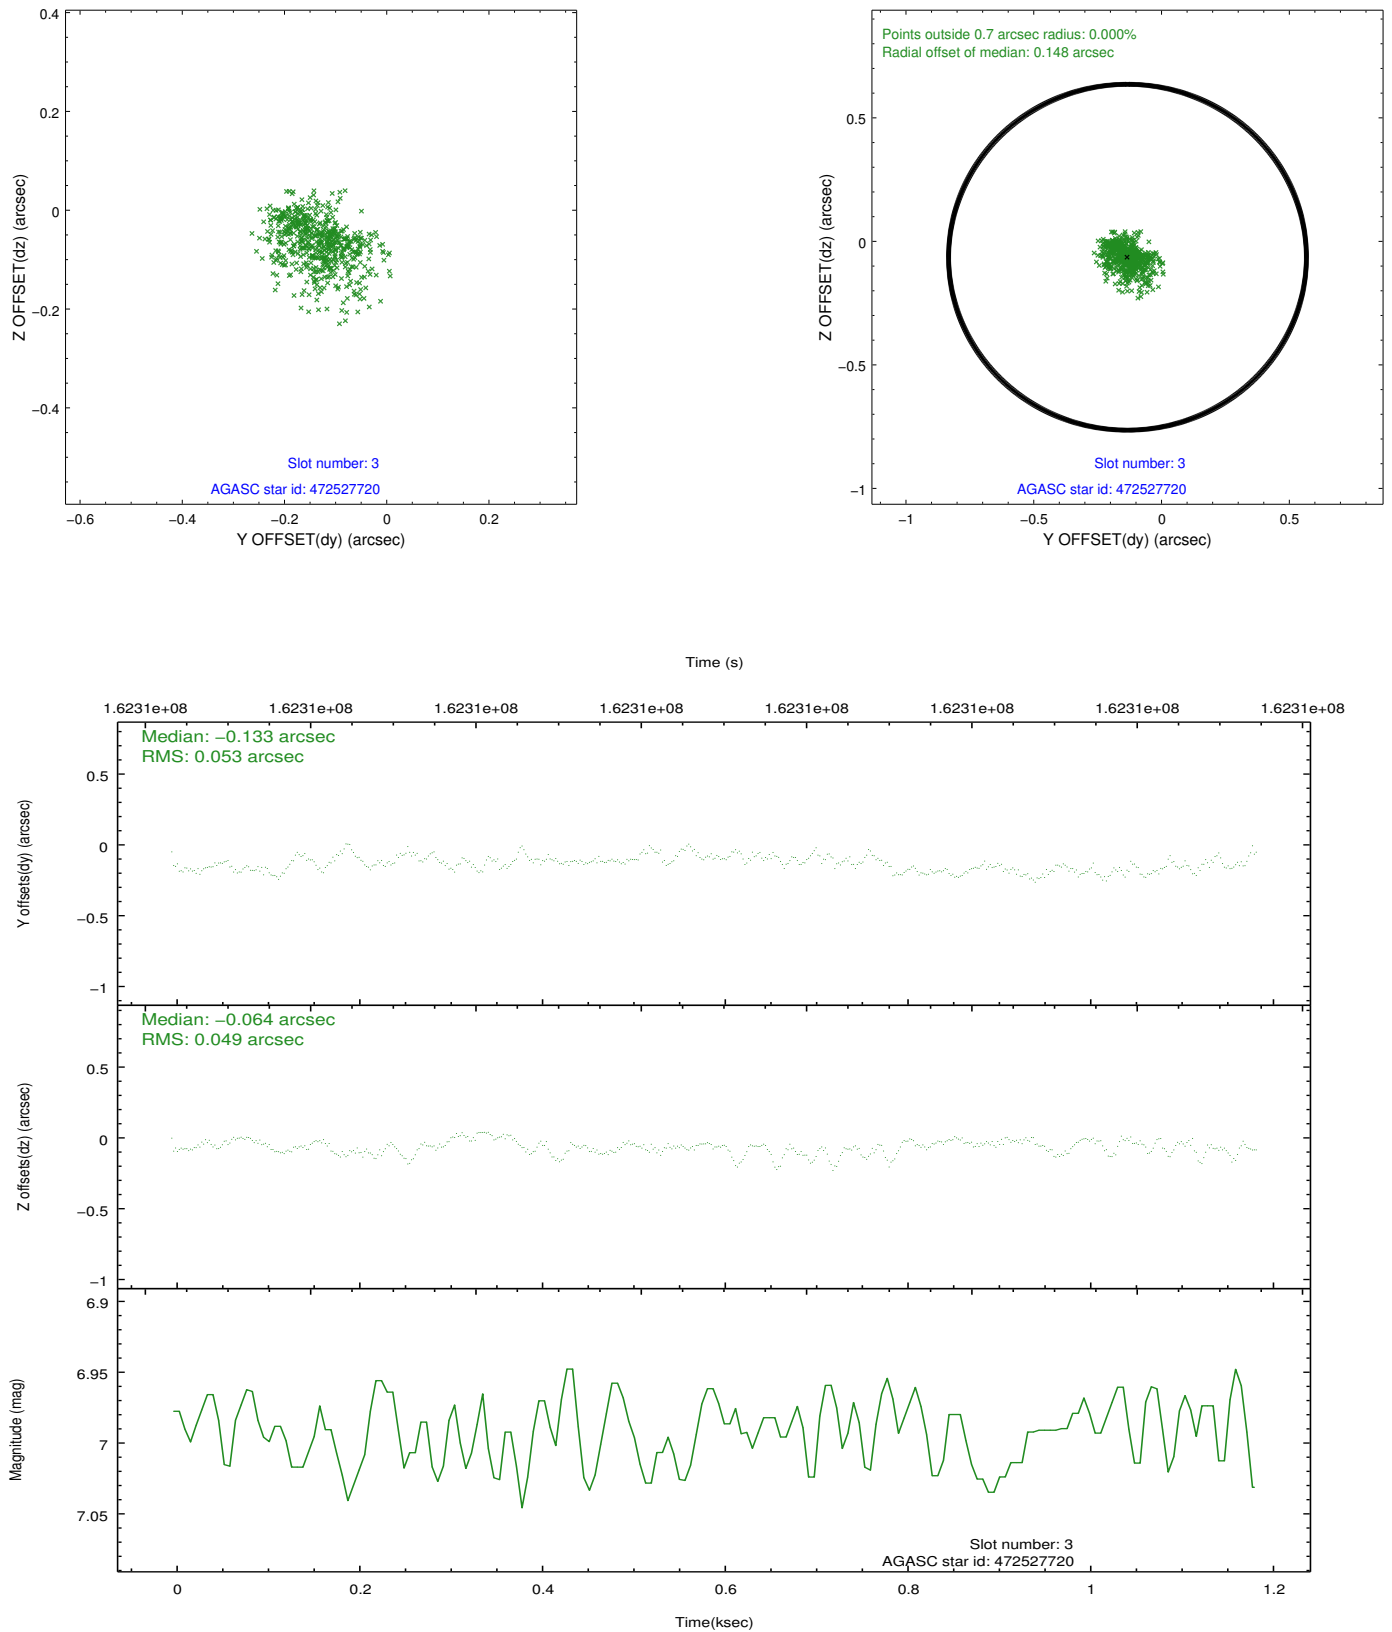 0.4
0.2
0
−0.2
−0.4
Z OFFSET(dz) (arcsec)
Slot number: 3
AGASC star id: 472527720
−0.6 −0.4 −0.2 0 0.2
Y OFFSET(dy) (arcsec)
Points outside 0.7 arcsec radius: 0.000%
Radial offset of median: 0.148 arcsec
0.5
0
−0.5
−1
Z OFFSET(dz) (arcsec)
Slot number: 3
AGASC star id: 472527720
−1 −0.5 0 0.5
Y OFFSET(dy) (arcsec)
Time (s)
1.6231e+08 1.6231e+08 1.6231e+08 1.6231e+08 1.6231e+08 1.6231e+08 1.6231e+08 1.6231e+08
Median: −0.133 arcsec
RMS: 0.053 arcsec
0.5
0
−0.5
−1
Y offsets(dy) (arcsec)
Median: −0.064 arcsec
RMS: 0.049 arcsec
0.5
0
−0.5
−1
Z offsets(dz) (arcsec)
6.9
6.95
7
7.05
Magnitude (mag)
Slot number: 3
AGASC star id: 472527720
0 0.2 0.4 0.6 0.8 1 1.2
Time(ksec)